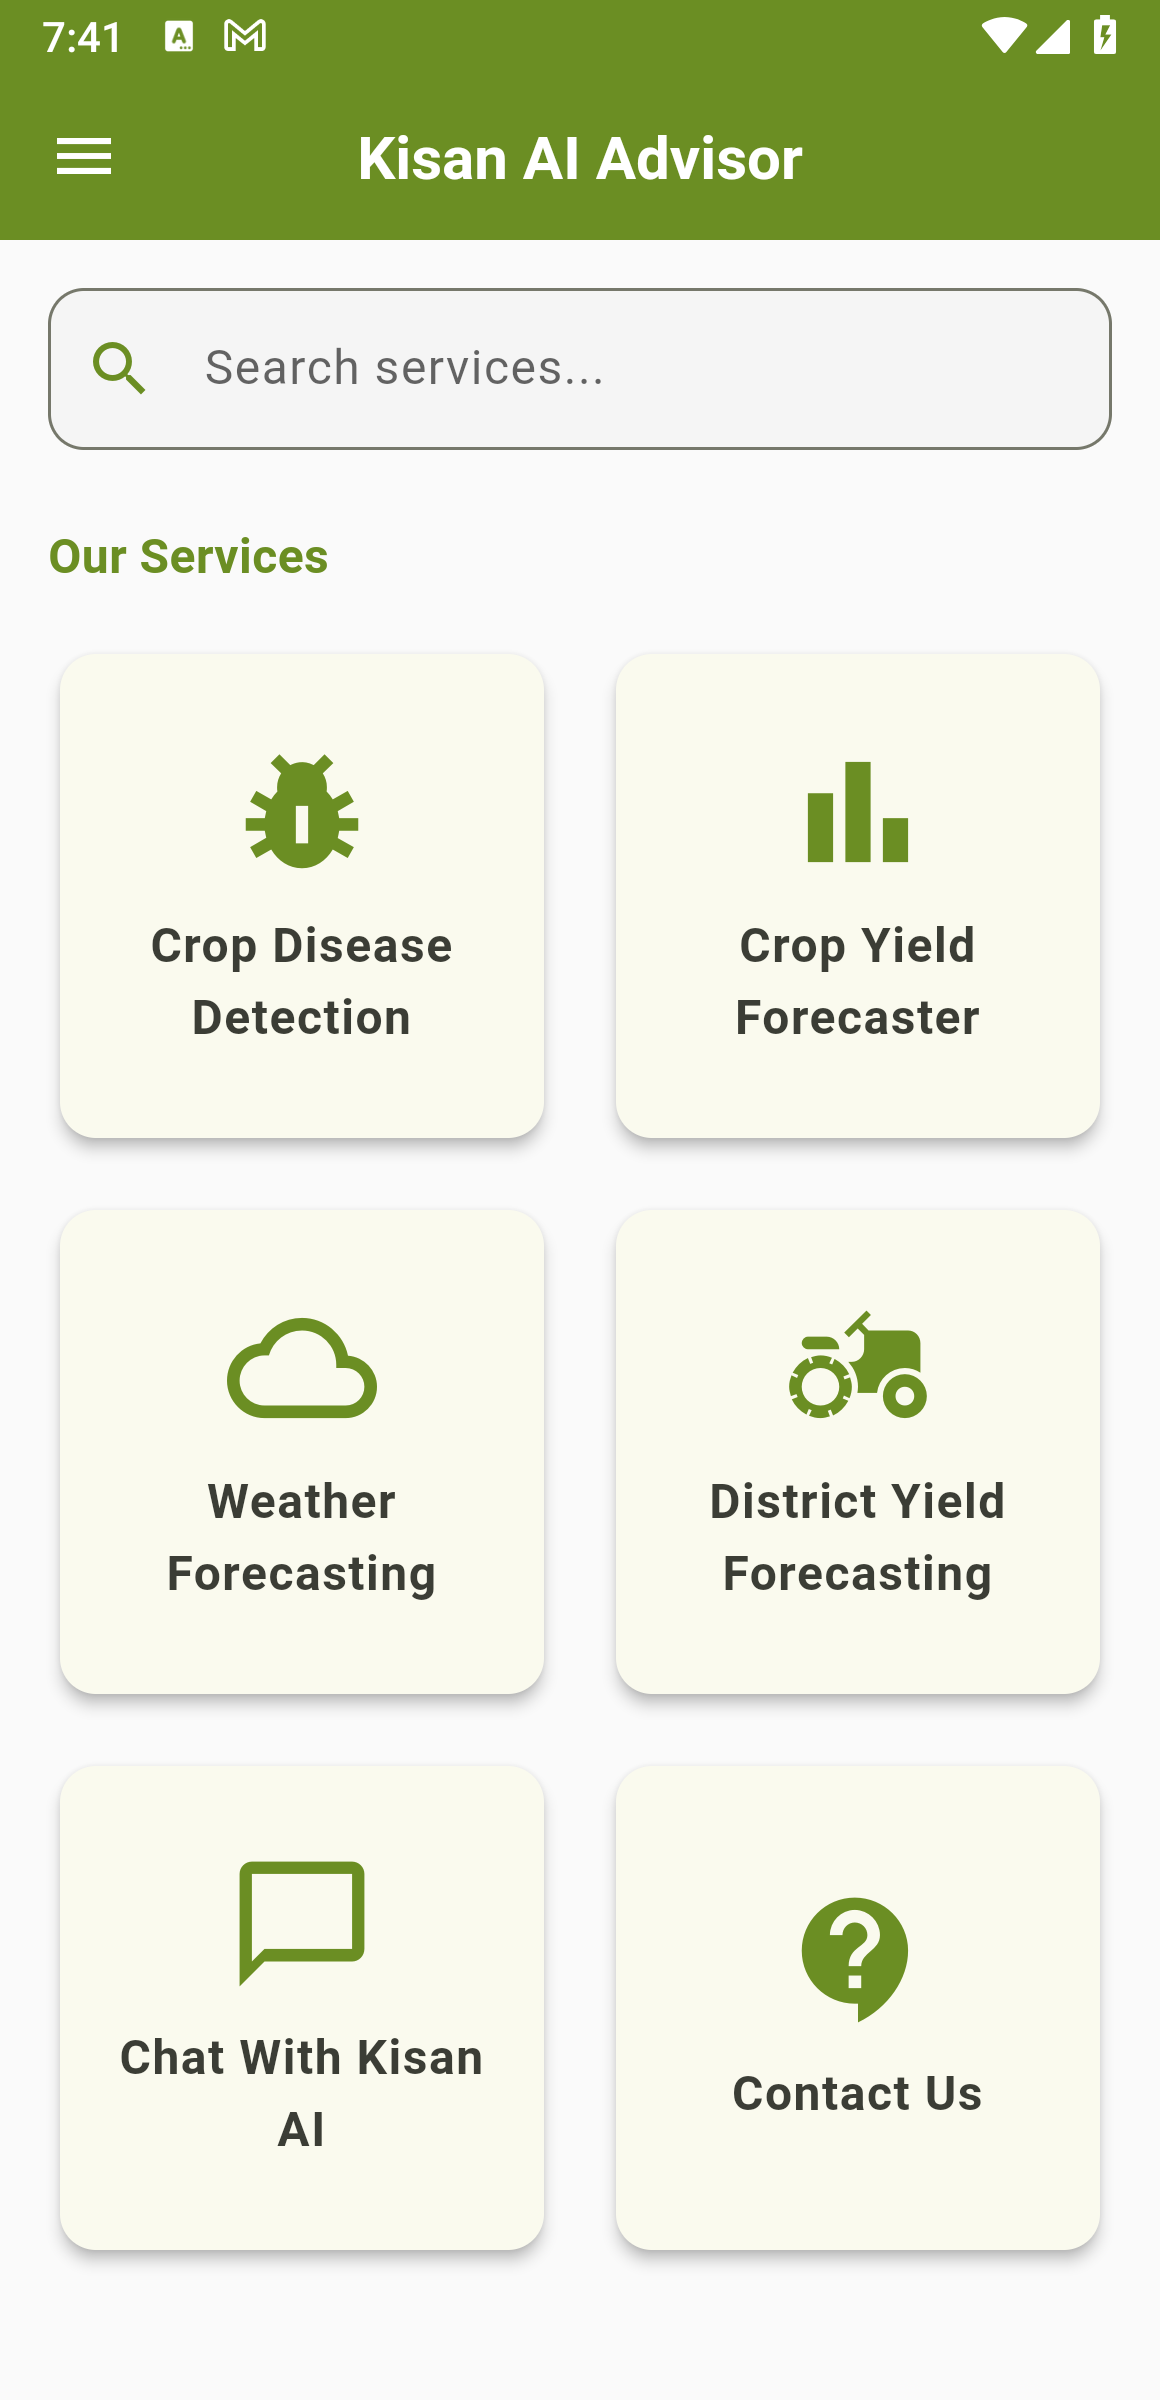 7:41
Kisan AI Advisor
Search services...
Our Services
Crop Disease
Detection
Crop Yield
Forecaster
Weather
Forecasting
District Yield
Forecasting
Chat With Kisan
AI
Contact Us